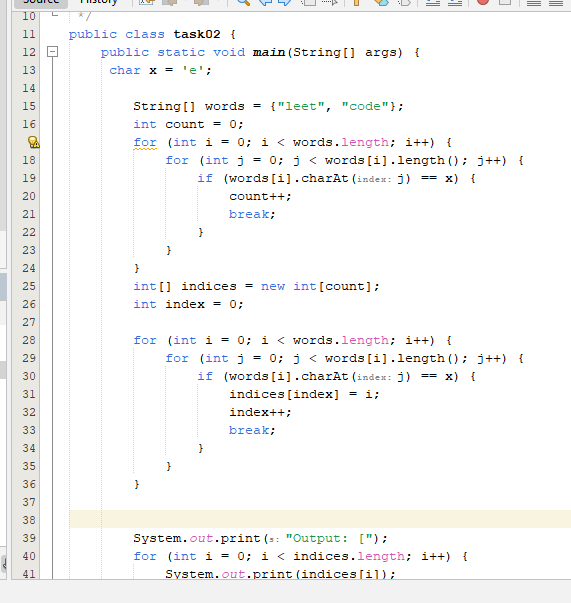 Source History
10 */
11 public class task02 {
12 public static void main(String[] args) {
13 char x = 'e';
14
15 String[] words = {"leet", "code"};
16 int count = 0;
for (int i = 0; i < words.length; i++) {
18 for (int j = 0; j < words[i].length(); j++) {
19 if (words[i].charAt(index: j) == x) {
20 count++;
21 break;
22 }
23 }
24 }
25 int[] indices = new int[count];
26 int index = 0;
27
28 for (int i = 0; i < words.length; i++) {
29 for (int j = 0; j < words[i].length(); j++) {
30 if (words[i].charAt(index: j) == x) {
31 indices[index] = i;
32 index++;
33 break;
34 }
35 }
36 }
37
38
39 System.out.print(s: "Output: [");
40 for (int i = 0; i < indices.length; i++) {
41 System.out.print(indices[i]);